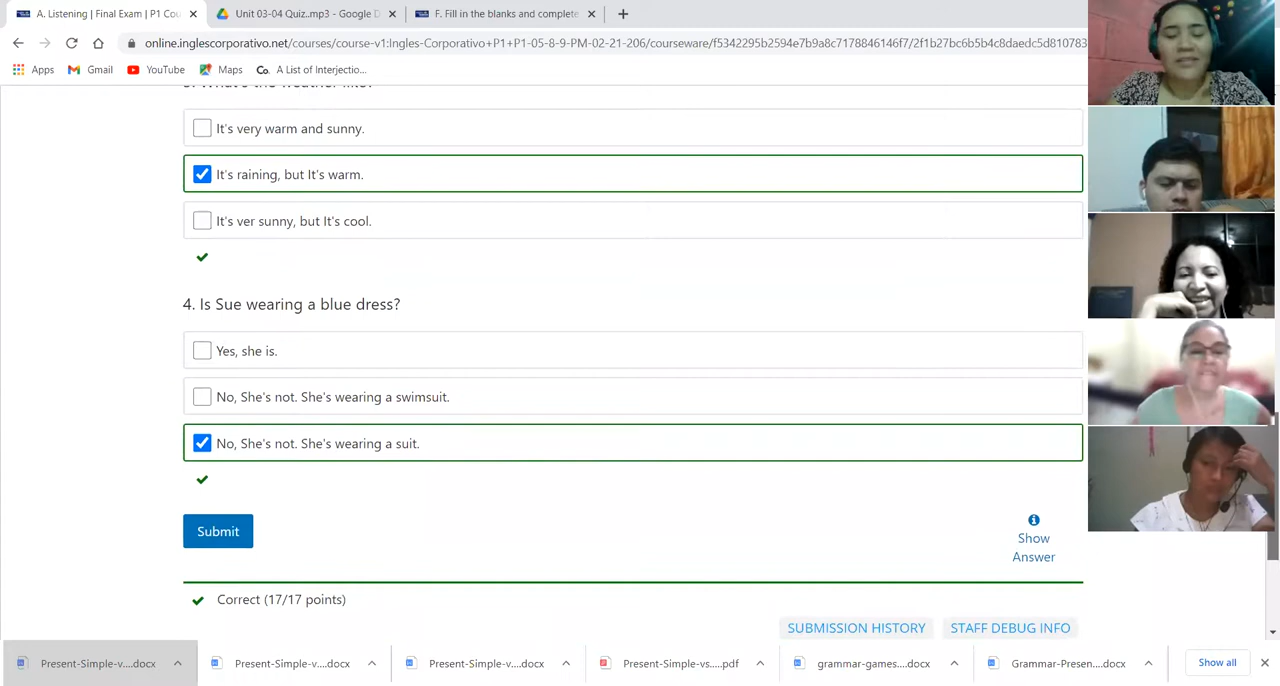 A. Listening | Final Exam | P1 Cou
Unit 03-04 Quiz..mp3 - Google D
F. Fill in the blanks and complete
online.inglescorporativo.net/courses/course-v1:Ingles-Corporativo+P1+P1-05-8-9-PM-02-21-206/courseware/f5342295b2594e7b9a8c7178846146f7/2f1b27bc6b5b4c8daedc5d810783
Apps
Gmail
YouTube
Maps
Co.
A List of Interjectio...
3. What's the weather like?
It's very warm and sunny.
It's raining, but It's warm.
It's ver sunny, but It's cool.
4. Is Sue wearing a blue dress?
Yes, she is.
No, She's not. She's wearing a swimsuit.
No, She's not. She's wearing a suit.
Submit
Show
Answer
Correct (17/17 points)
SUBMISSION HISTORY
STAFF DEBUG INFO
Present-Simple-v....docx
Present-Simple-v....docx
Present-Simple-v....docx
Present-Simple-vs.....pdf
grammar-games....docx
Grammar-Presen....docx
Show all